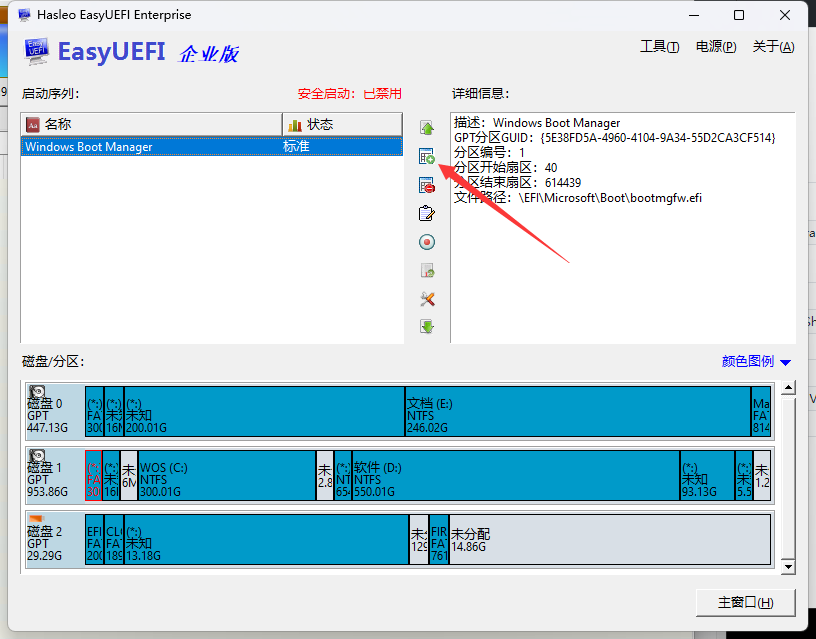 Hasleo EasyUEFI Enterprise
EasyUEFI 企业版
工具(T) 电源(P) 关于(A)
启动序列: 安全启动: 已禁用
名称 状态
Windows Boot Manager 标准
详细信息:
描述: Windows Boot Manager
GPT分区GUID: {5E38FD5A-4960-4104-9A34-55D2CA3CF514}
分区编号: 1
分区开始扇区: 40
分区结束扇区: 614439
文件路径: \EFI\Microsoft\Boot\bootmgfw.efi
磁盘/分区: 颜色图例
磁盘 0
GPT
447.13G
(*:)
FA
300
(*:)
未
16M
(*:)
未知
200.01G
文档 (E:)
NTFS
246.02G
Ma
FA
814
磁盘 1
GPT
953.86G
(*:
FA
30
(*:)
未
16
未
6M
WOS (C:)
NTFS
300.01G
未
2.8
(*:)
NT
654
软件 (D:)
NTFS
550.01G
(*:)
未知
93.13G
(*:)
未
5.5
未
1.2
磁盘 2
GPT
29.29G
EFI
FA
200
CL
FA
189
(*:)
未知
13.18G
未
129
FIR
FA
761
未分配
14.86G
主窗口(H)